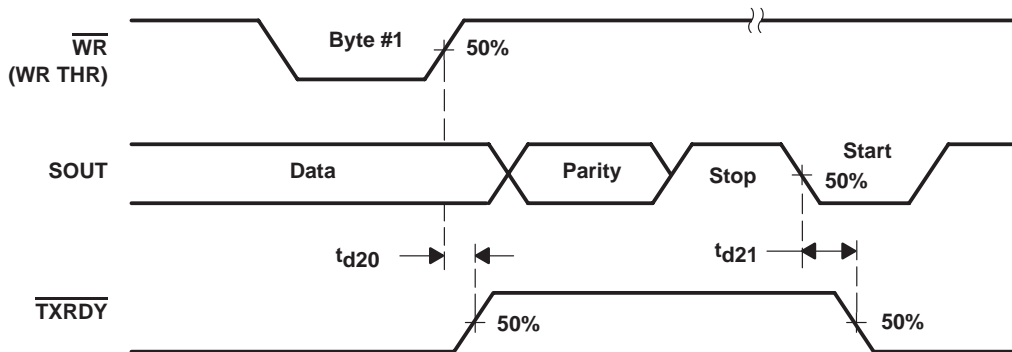 Byte #1
WR
(WR THR)
50%
SOUT
Data
Parity
Stop
Start
50%
td20
td21
TXRDY
50%
50%